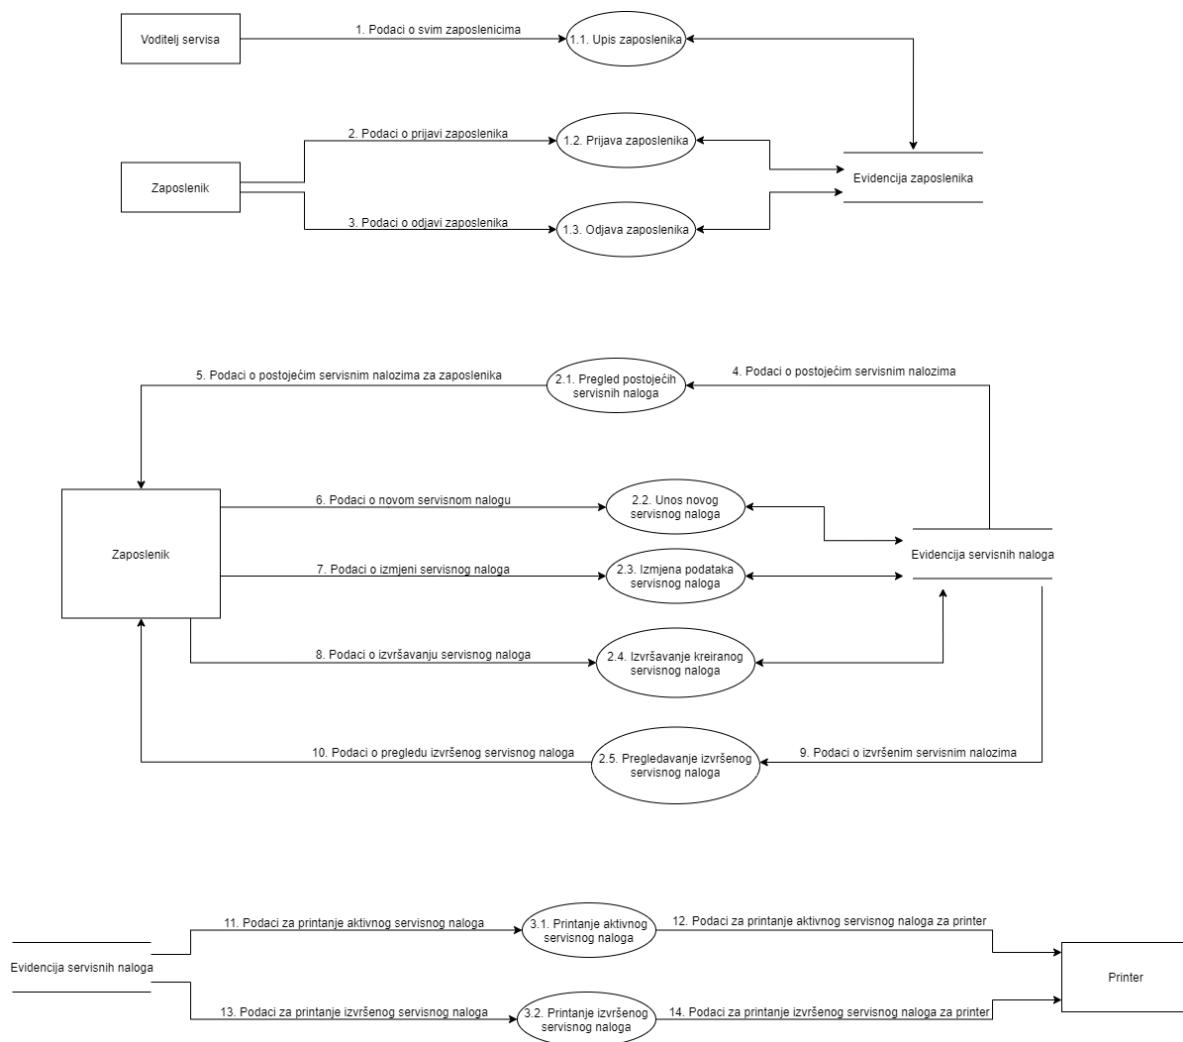 1. Podaci o svim zaposlenicima
Voditelj servisa
1.1. Upis zaposlenika
2. Podaci o prijavi zaposlenika
1.2. Prijava zaposlenika
Zaposlenik
Evidencija zaposlenika
3. Podaci o odjavi zaposlenika
1.3. Odjava zaposlenika
5. Podaci o postojećim servisnim nalozima za zaposlenika
2.1. Pregled postojećih
servisnih naloga
4. Podaci o postojećim servisnim nalozima
6. Podaci o novom servisnom nalogu
2.2. Unos novog
servisnog naloga
Zaposlenik
Evidencija servisnih naloga
7. Podaci o izmjeni servisnog naloga
2.3. Izmjena podataka
servisnog naloga
8. Podaci o izvršavanju servisnog naloga
2.4. Izvršavanje kreiranog
servisnog naloga
10. Podaci o pregledu izvršenog servisnog naloga
2.5. Pregledavanje izvršenog
servisnog naloga
9. Podaci o izvršenim servisnim nalozima
11. Podaci za printanje aktivnog servisnog naloga
3.1. Printanje aktivnog
servisnog naloga
12. Podaci za printanje aktivnog servisnog naloga za printer
Evidencija servisnih naloga
Printer
13. Podaci za printanje izvršenog servisnog naloga
3.2. Printanje izvršenog
servisnog naloga
14. Podaci za printanje izvršenog servisnog naloga za printer